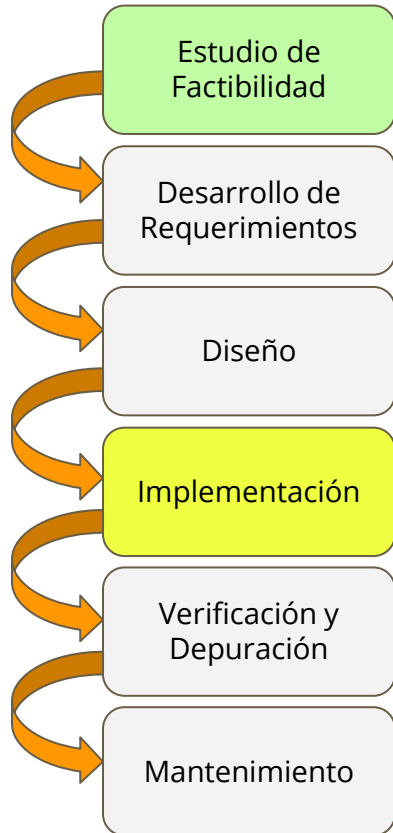 Estudio de
Factibilidad
Desarrollo de
Requerimientos
Diseño
Implementación
Verificación y
Depuración
Mantenimiento